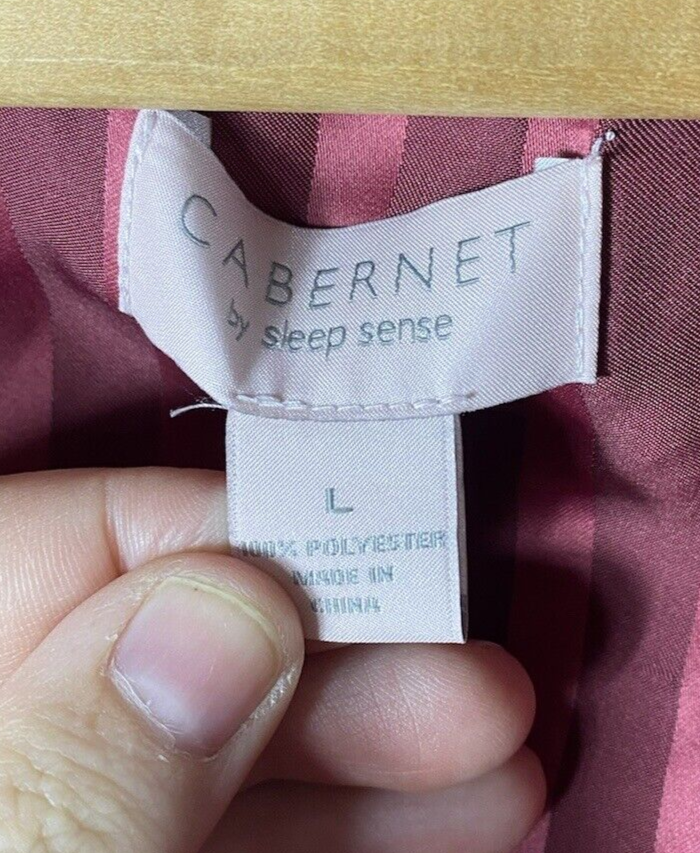 CABERNET
by sleep sense
L
100% POLYESTER
MADE IN
CHINA